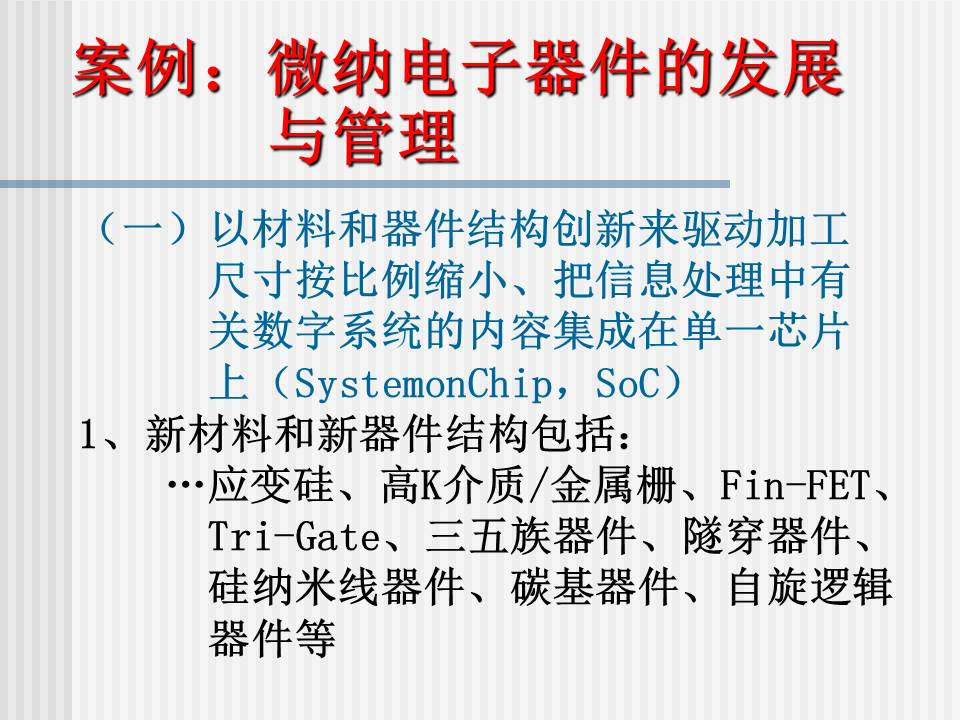 案例：微纳电子器件的发展
与管理
（一）以材料和器件结构创新来驱动加工
尺寸按比例缩小、把信息处理中有
关数字系统的内容集成在单一芯片
上（SystemonChip，SoC）
1、新材料和新器件结构包括：
…应变硅、高K介质/金属栅、Fin-FET、
Tri-Gate、三五族器件、隧穿器件、
硅纳米线器件、碳基器件、自旋逻辑
器件等